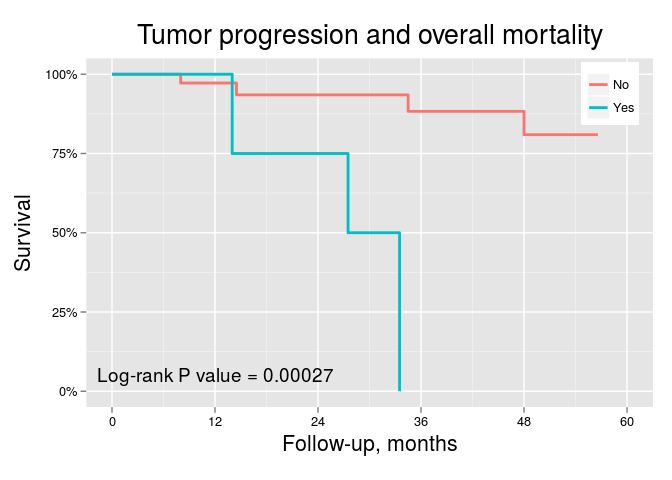 Tumor progression and overall mortality
100%
75%
50%
25%
0%
Survival
No
Yes
Log-rank P value = 0.00027
0 12 24 36 48 60
Follow-up, months